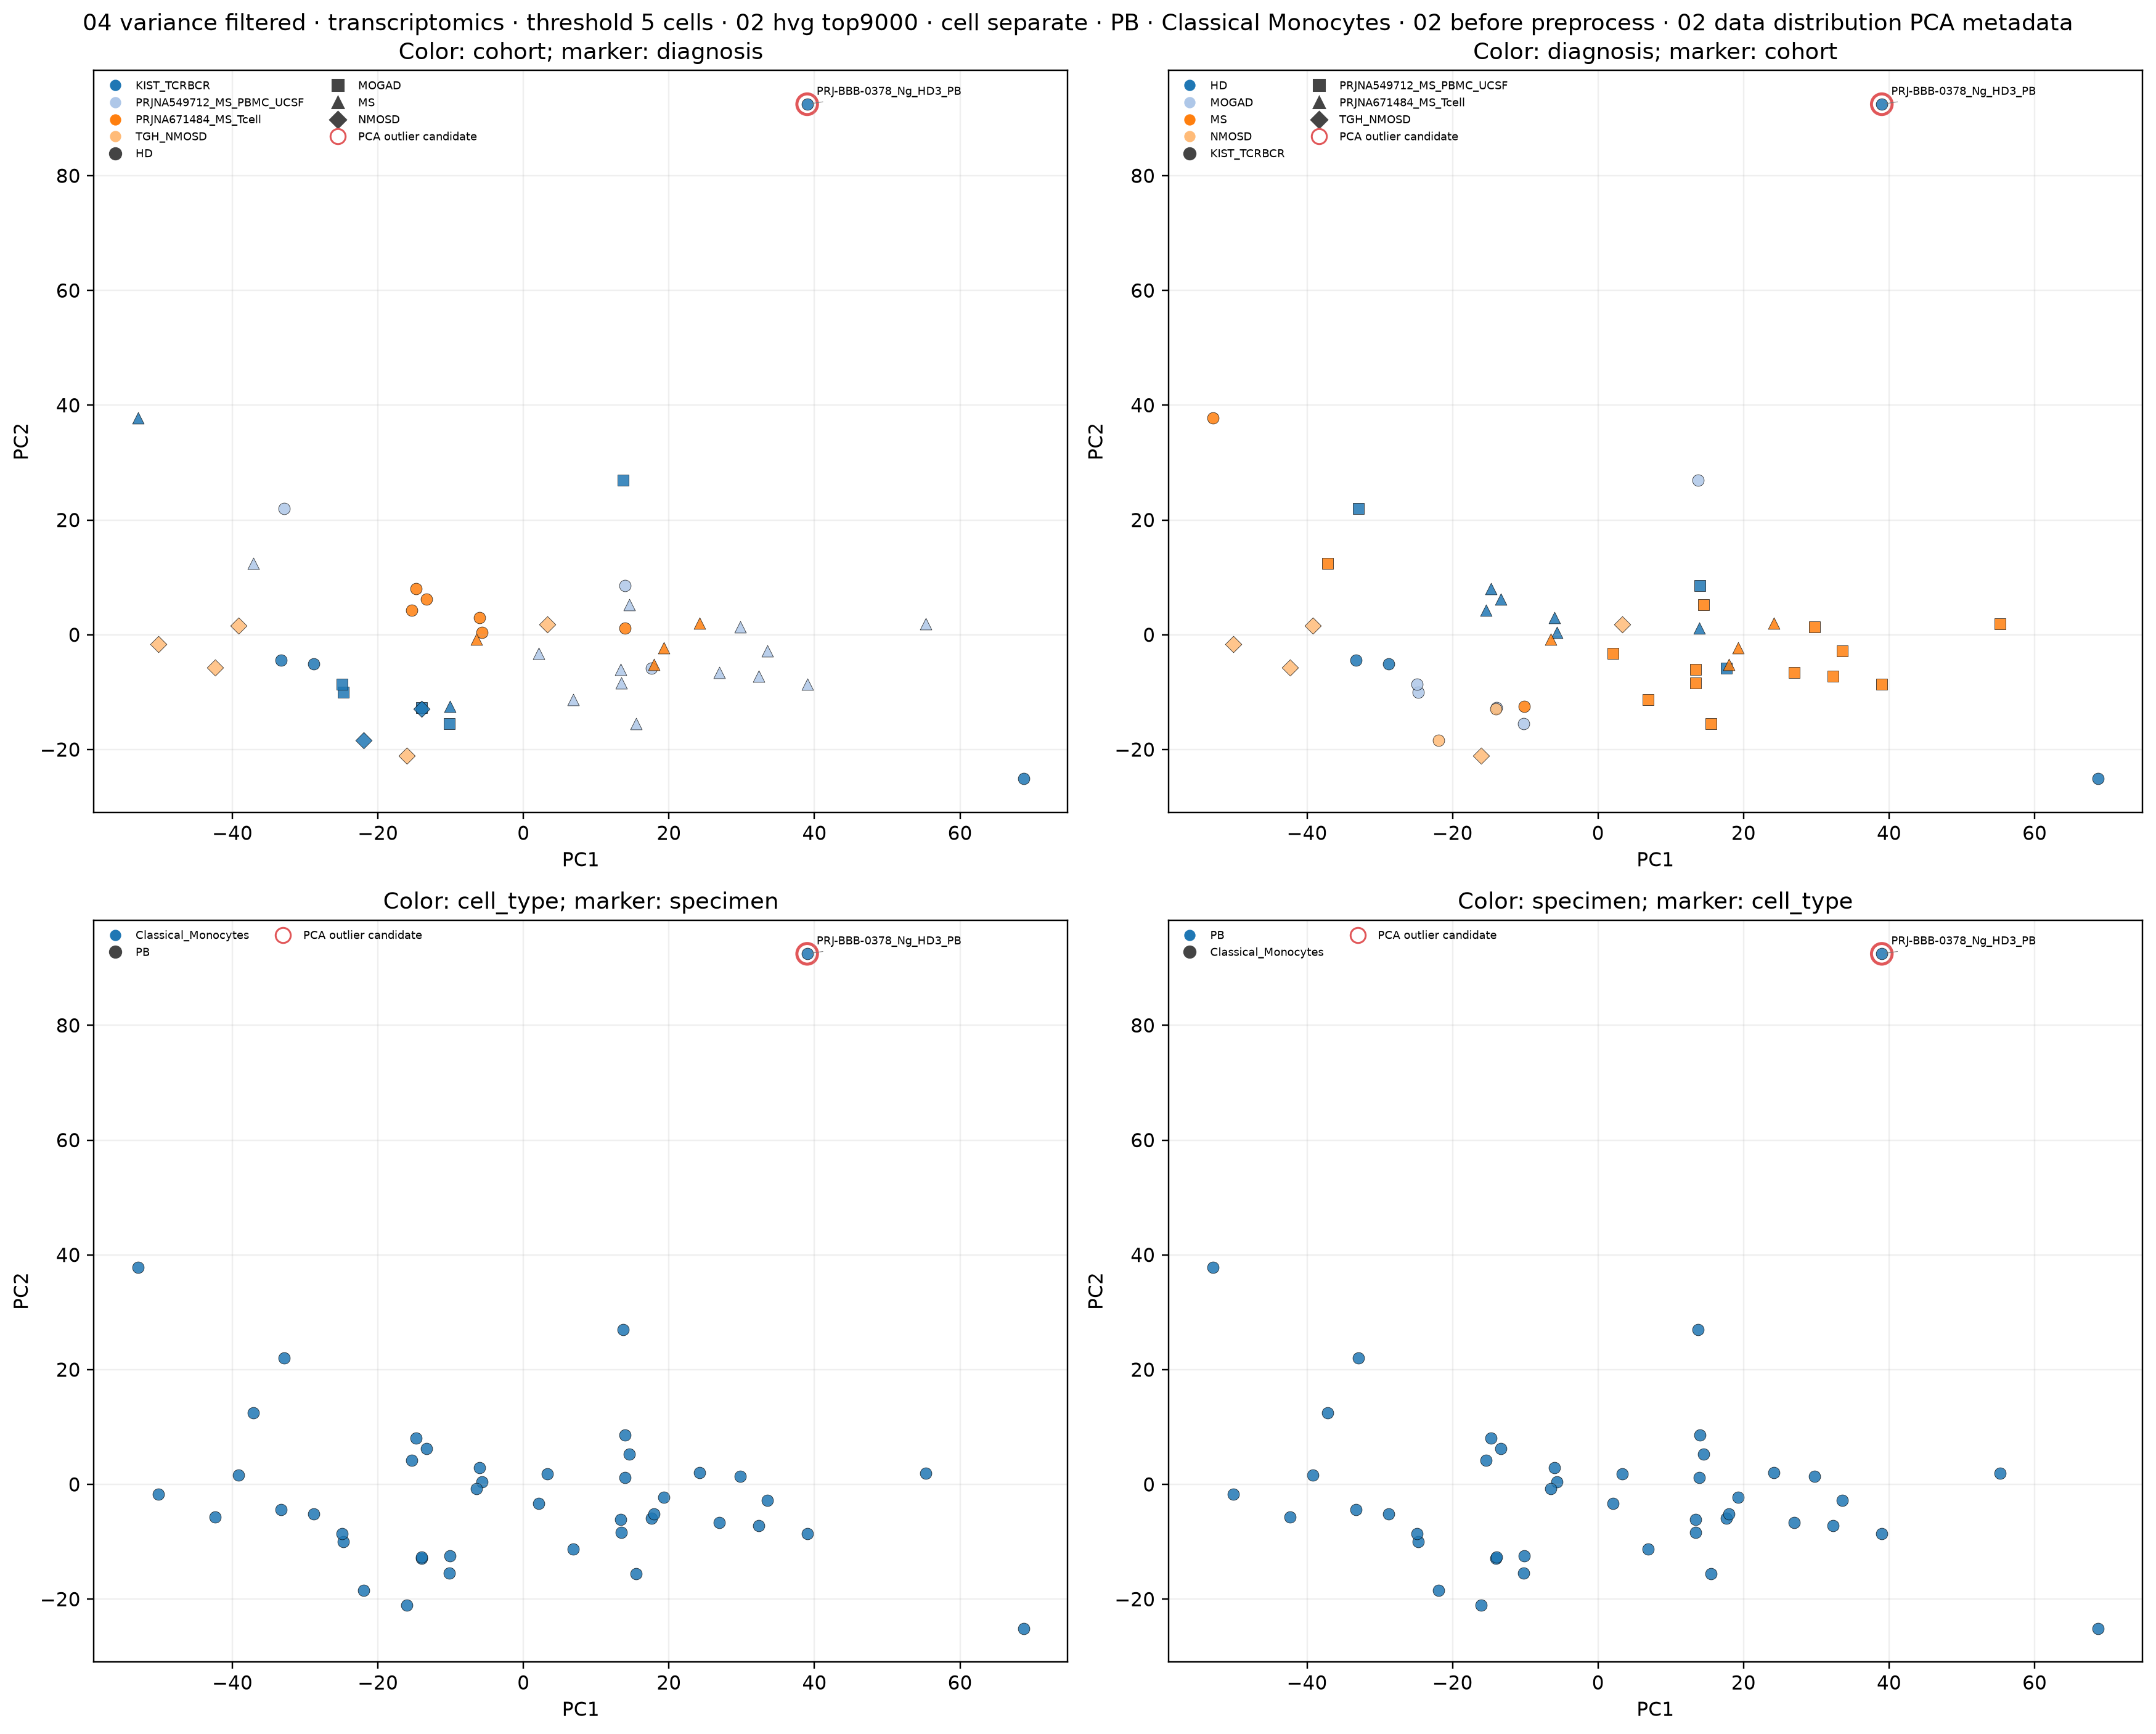 04 variance filtered · transcriptomics · threshold 5 cells · 02 hvg top9000 · cell separate · PB · Classical Monocytes · 02 before preprocess · 02 data distribution PCA metadata
Color: cohort; marker: diagnosis
KIST_TCRBCR
PRJNA549712_MS_PBMC_UCSF
PRJNA671484_MS_Tcell
TGH_NMOSD
HD
MOGAD
MS
NMOSD
PCA outlier candidate
PRJ-BBB-0378_Ng_HD3_PB
80
60
40
20
0
−20
PC2
−40 −20 0 20 40 60
PC1
Color: diagnosis; marker: cohort
HD
MOGAD
MS
NMOSD
KIST_TCRBCR
PRJNA549712_MS_PBMC_UCSF
PRJNA671484_MS_Tcell
TGH_NMOSD
PCA outlier candidate
PRJ-BBB-0378_Ng_HD3_PB
80
60
40
20
0
−20
PC2
−40 −20 0 20 40 60
PC1
Color: cell_type; marker: specimen
Classical_Monocytes
PB
PCA outlier candidate
PRJ-BBB-0378_Ng_HD3_PB
80
60
40
20
0
−20
PC2
−40 −20 0 20 40 60
PC1
Color: specimen; marker: cell_type
PB
Classical_Monocytes
PCA outlier candidate
PRJ-BBB-0378_Ng_HD3_PB
80
60
40
20
0
−20
PC2
−40 −20 0 20 40 60
PC1